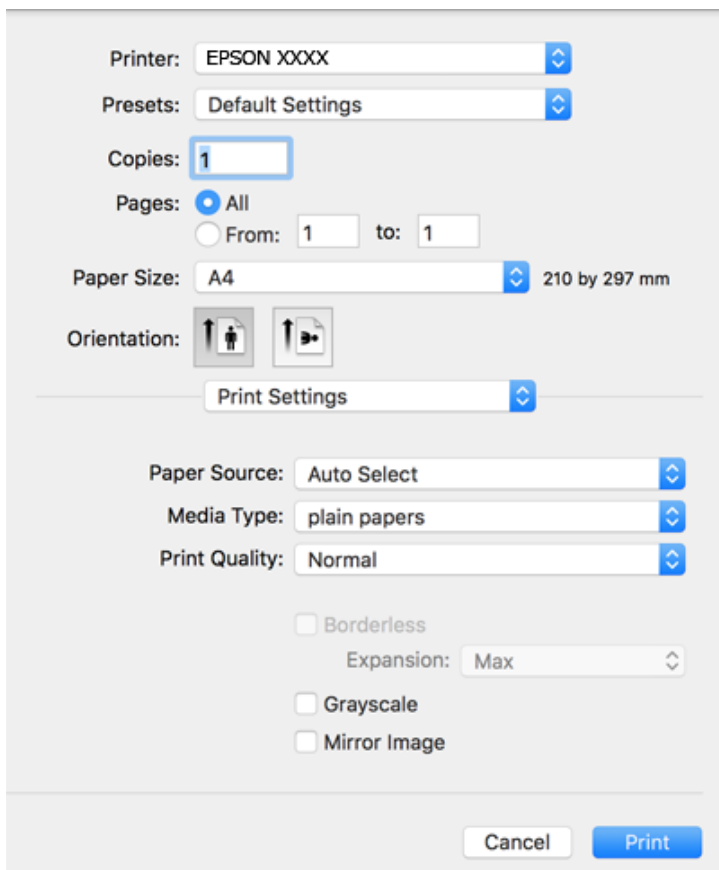 Printer: EPSON XXXX
Presets: Default Settings
Copies: 1
Pages: All
From: 1 to: 1
Paper Size: A4 210 by 297 mm
Orientation:
Print Settings
Paper Source: Auto Select
Media Type: plain papers
Print Quality: Normal
Borderless
Expansion: Max
Grayscale
Mirror Image
Cancel Print